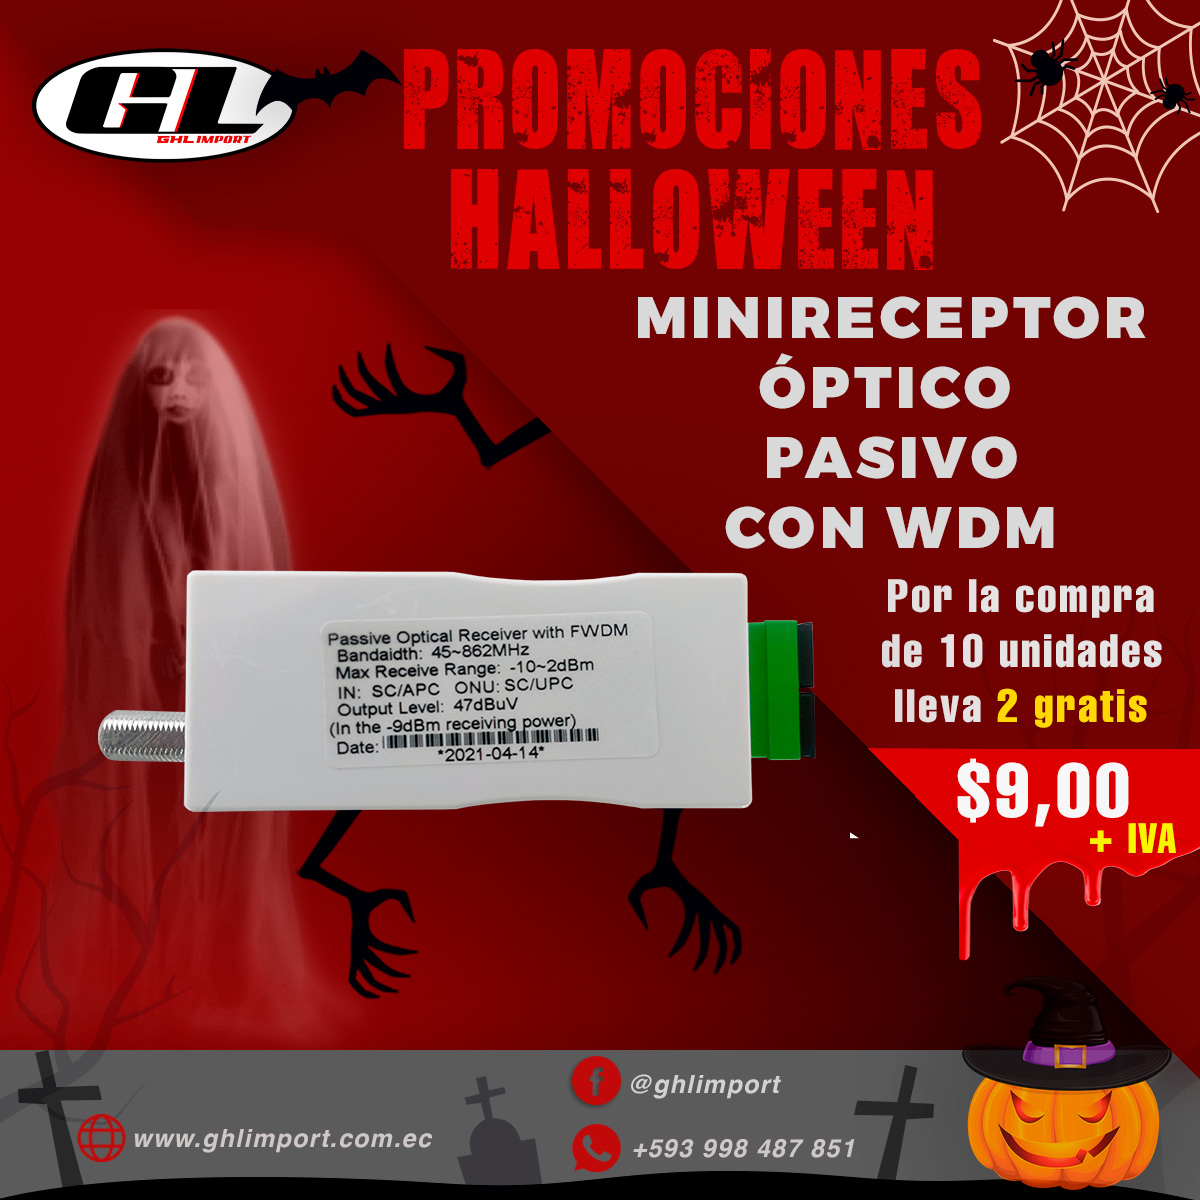 GHL
GHL IMPORT
PROMOCIONES
HALLOWEEN
MINIRECEPTOR
ÓPTICO
PASIVO
CON WDM
Por la compra
de 10 unidades
lleva 2 gratis
$9,00
+ IVA
Passive Optical Receiver with FWDM
Bandaidth: 45~862MHz
Max Receive Range: -10~2dBm
IN: SC/APC ONU: SC/UPC
Output Level: 47dBuV
(In the -9dBm receiving power)
Date:
*2021-04-14*
@ghlimport
www.ghlimport.com.ec
+593 998 487 851